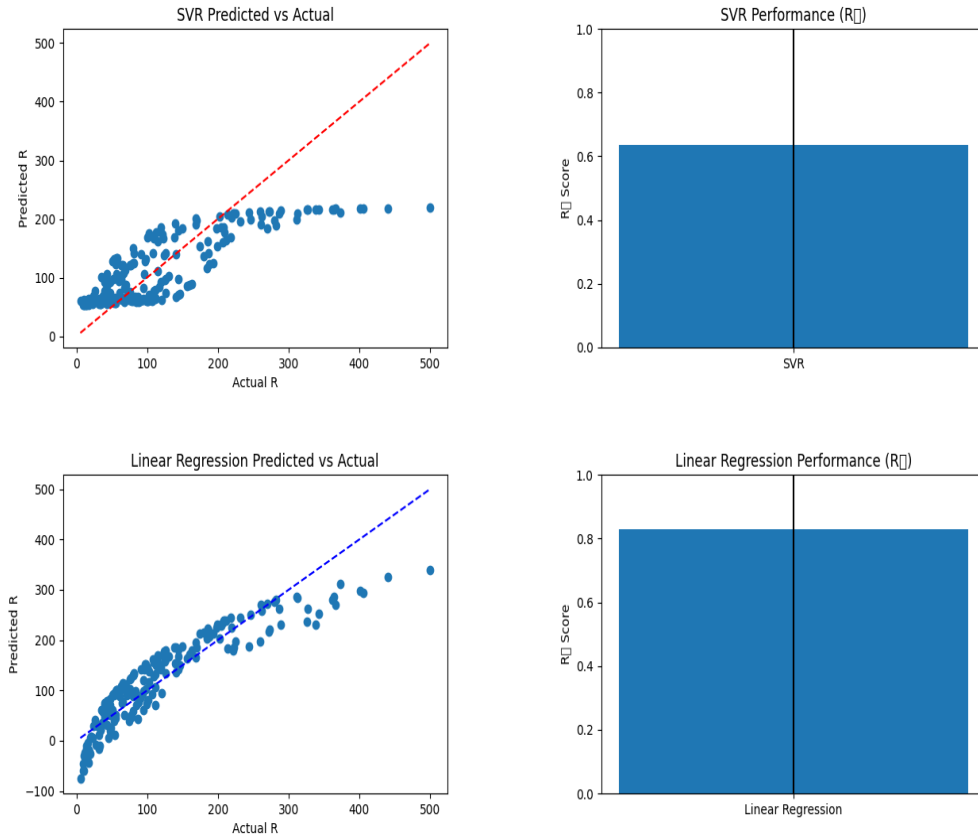 SVR Predicted vs Actual
500
400
300
200
100
0
0 100 200 300 400 500
Predicted R
Actual R
SVR Performance (R▯)
1.0
0.8
0.6
0.4
0.2
0.0
R▯ Score
SVR
Linear Regression Predicted vs Actual
500
400
300
200
100
0
−100
0 100 200 300 400 500
Predicted R
Actual R
Linear Regression Performance (R▯)
1.0
0.8
0.6
0.4
0.2
0.0
R▯ Score
Linear Regression